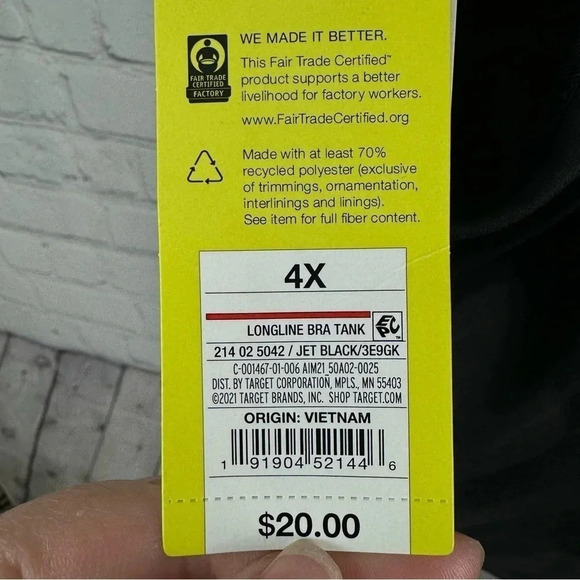 WE MADE IT BETTER.
This Fair Trade Certified™
product supports a better
livelihood for factory workers.
www.FairTradeCertified.org
FAIR TRADE
CERTIFIED
FACTORY
Made with at least 70%
recycled polyester (exclusive
of trimmings, ornamentation,
interlinings and linings).
See item for full fiber content.
4X
LONGLINE BRA TANK
EPC™
214 02 5042 / JET BLACK/3E9GK
C-001467-01-006 AIM21_50A02-0025
DIST. BY TARGET CORPORATION, MPLS., MN 55403
©2021 TARGET BRANDS, INC. SHOP TARGET.COM
ORIGIN: VIETNAM
1 91904 52144 6
$20.00